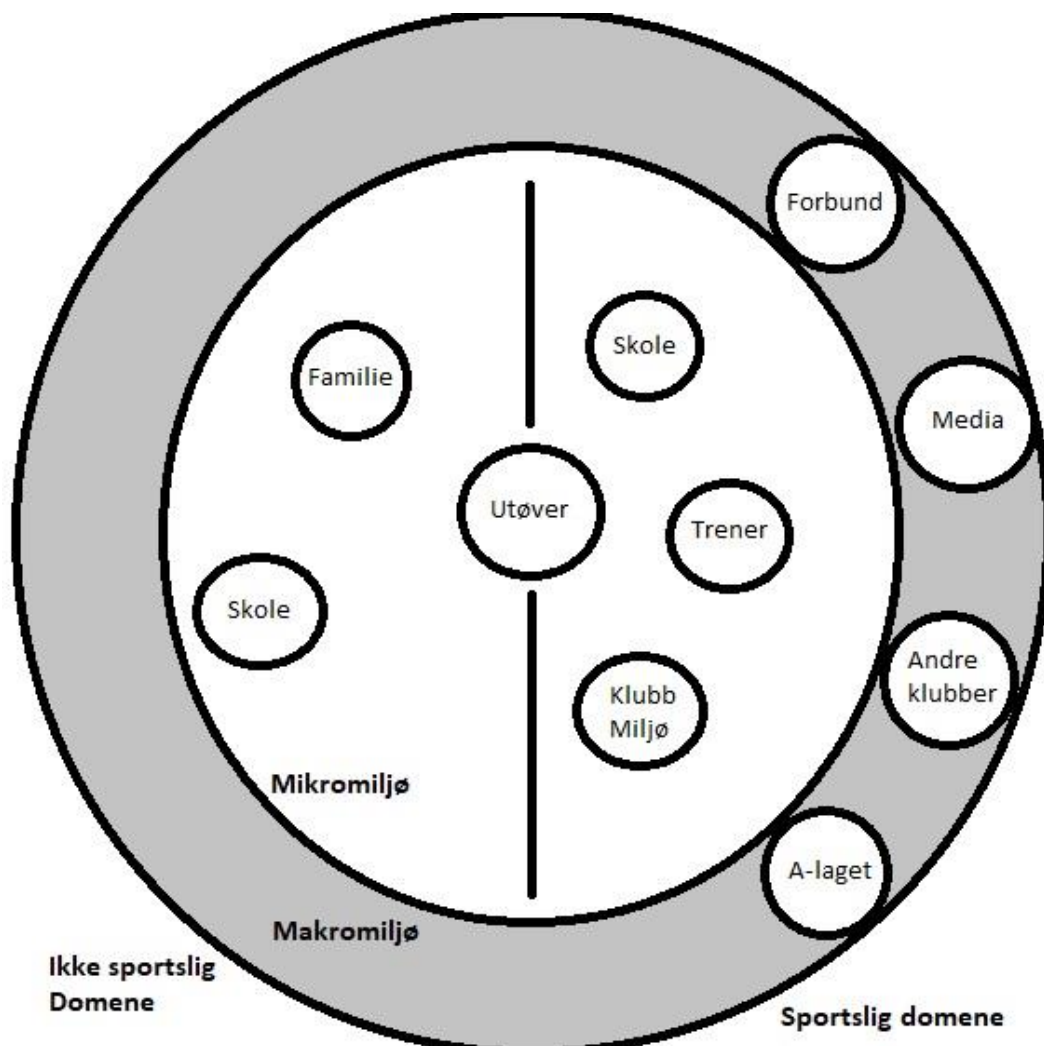 Forbund
Skole
Familie
Media
Utøver
Trener
Skole
Andre
klubber
Klubb
Miljø
Mikromiljø
A-laget
Makromiljø
Ikke sportslig
Domene
Sportslig domene